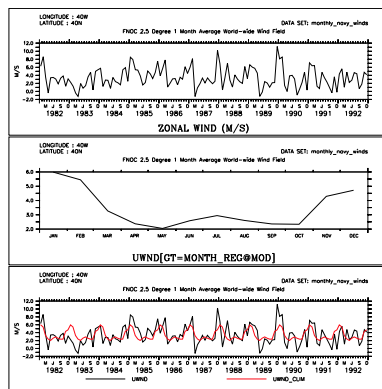 LONGITUDE : 40W
LATITUDE : 40N
DATA SET: monthly_navy_winds
FNOC 2.5 Degree 1 Month Average World-wide Wind Field
M/S
12.0
10.0
8.0
6.0
4.0
2.0
0.0
-2.0
M J S D M J S D M J S D M J S D M J S D M J S D M J S D M J S D M J S D M J S D M J S D
1982 1983 1984 1985 1986 1987 1988 1989 1990 1991 1992
ZONAL WIND (M/S)
LONGITUDE : 40W
LATITUDE : 40N
DATA SET: monthly_navy_winds
FNOC 2.5 Degree 1 Month Average World-wide Wind Field
6.0
5.0
4.0
3.0
2.0
JAN FEB MAR APR MAY JUN JUL AUG SEP OCT NOV DEC
UWND[GT=MONTH_REG@MOD]
LONGITUDE : 40W
LATITUDE : 40N
DATA SET: monthly_navy_winds
FNOC 2.5 Degree 1 Month Average World-wide Wind Field
M/S
12.0
10.0
8.0
6.0
4.0
2.0
0.0
-2.0
M J S D M J S D M J S D M J S D M J S D M J S D M J S D M J S D M J S D M J S D M J S D
1982 1983 1984 1985 1986 1987 1988 1989 1990 1991 1992
UWND UWND_CLIM